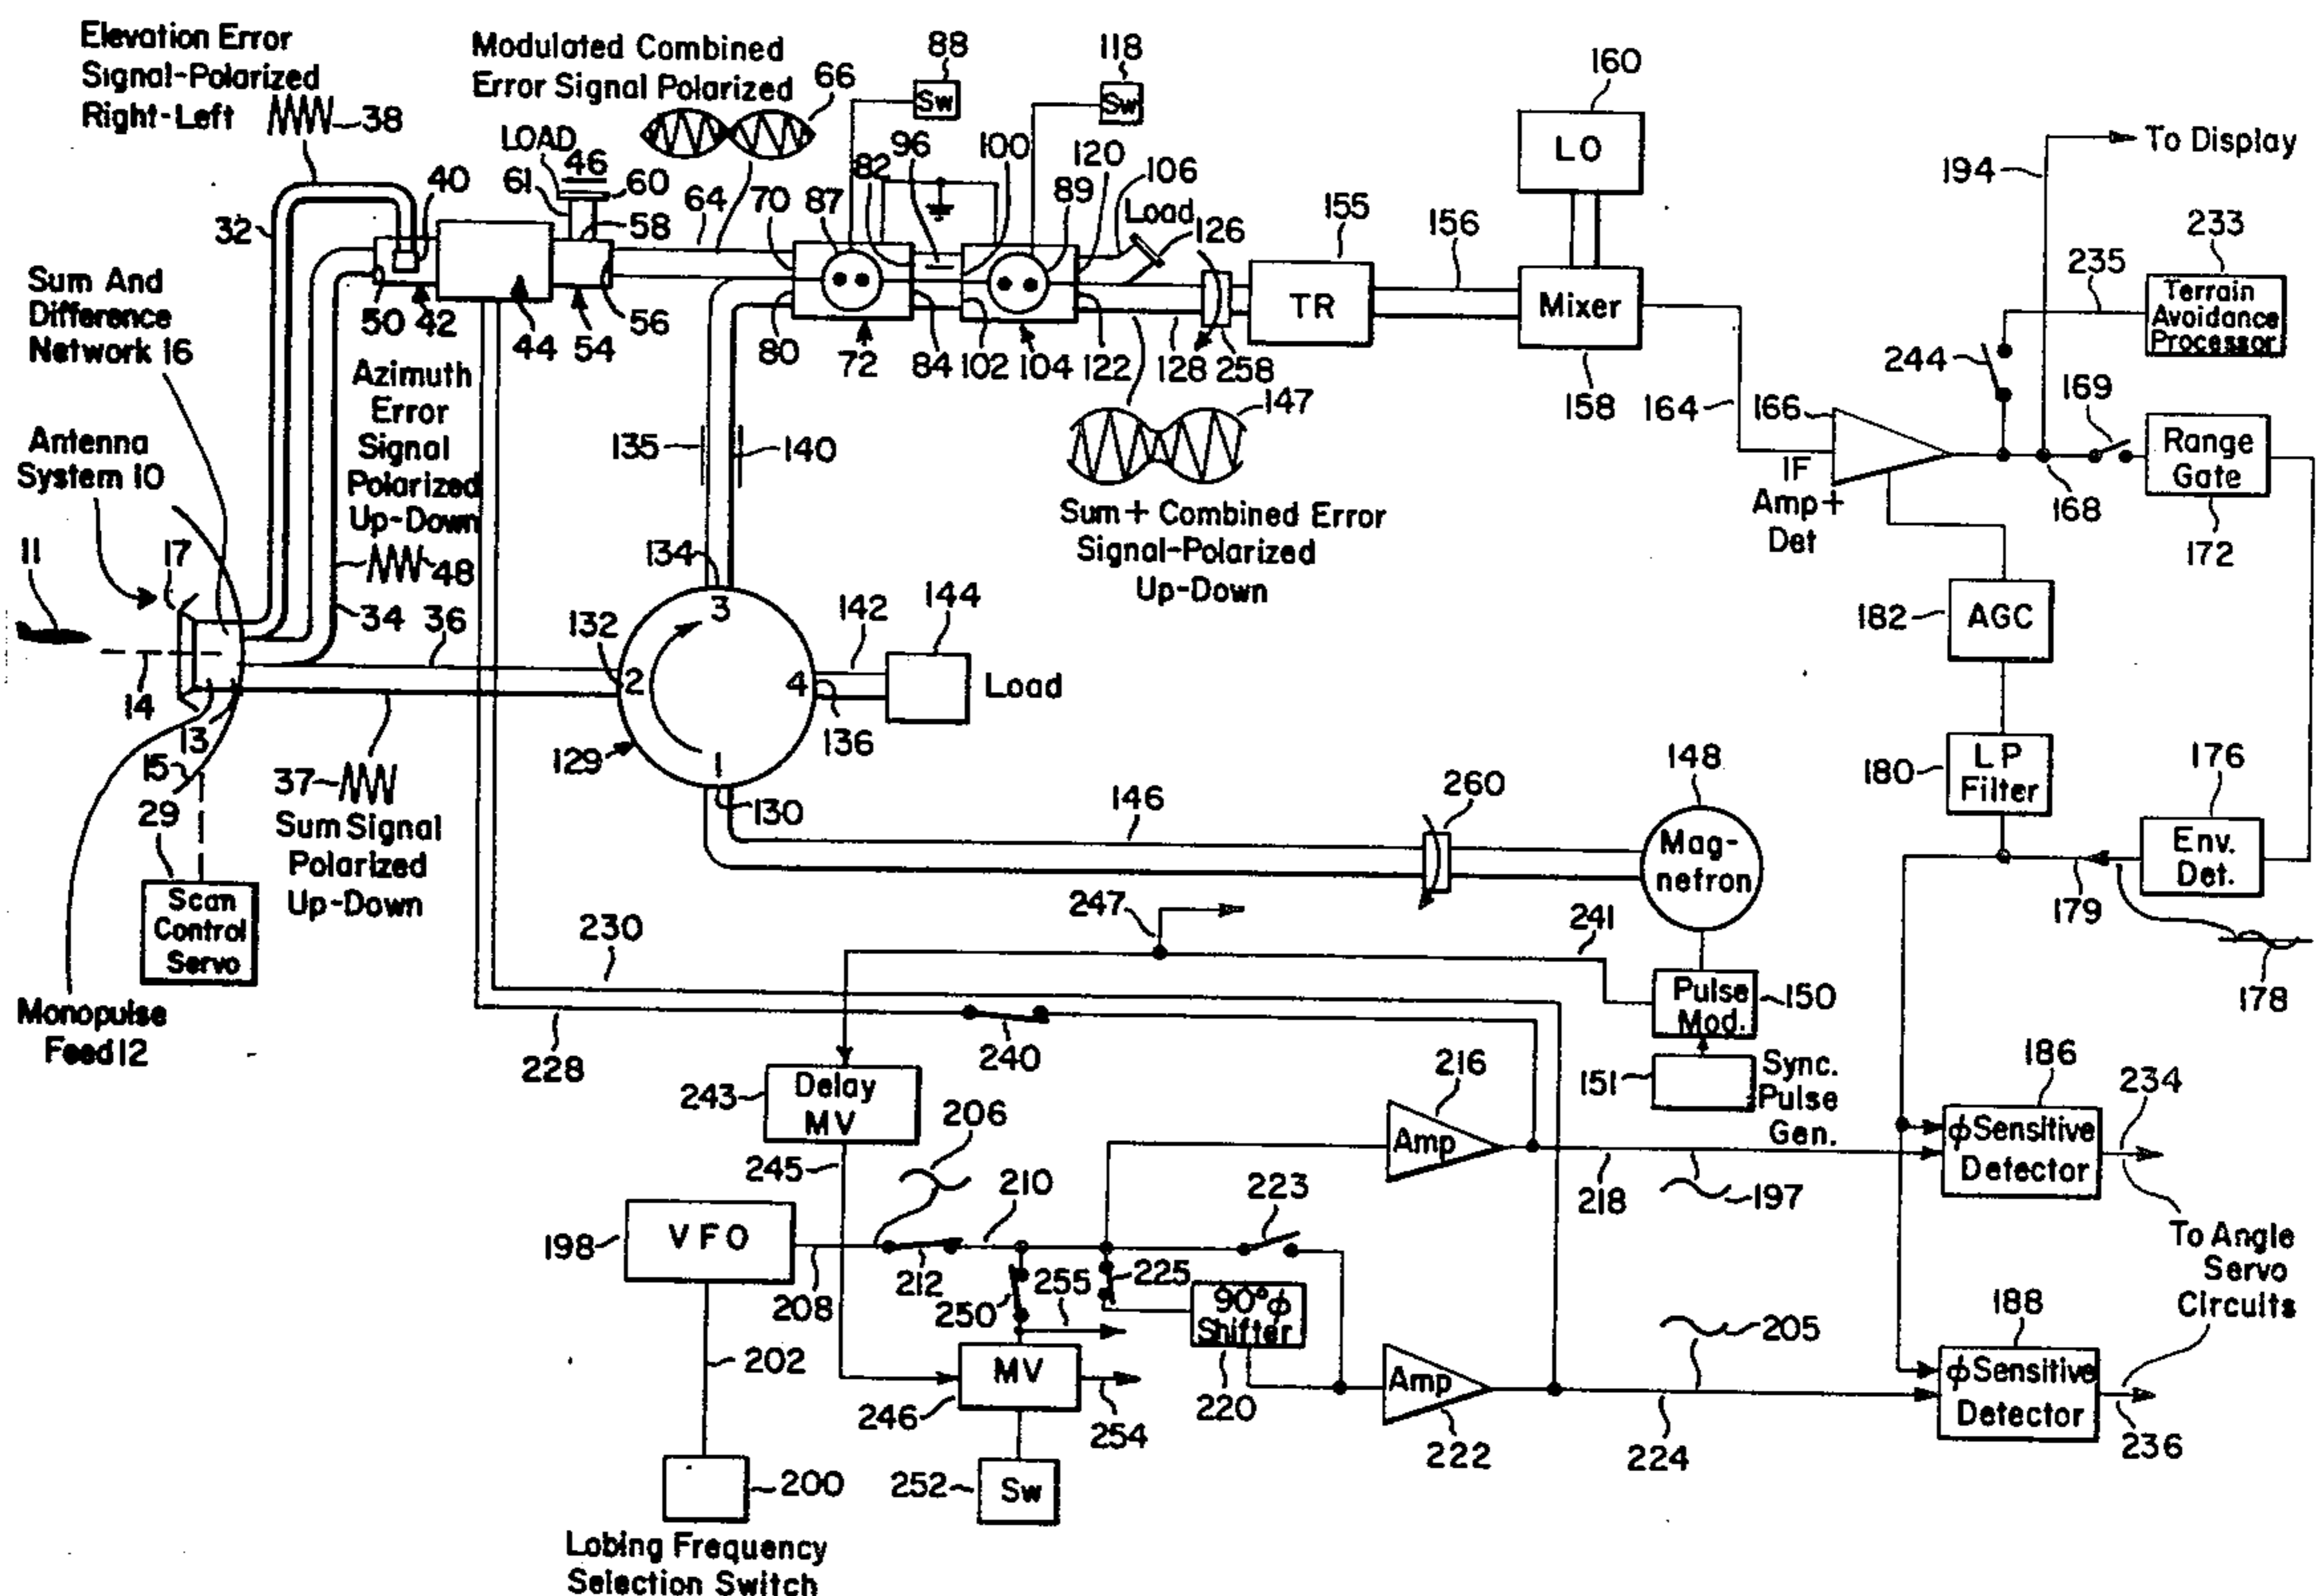 Elevation Error
Signal-Polarized
Right-Left
38
Modulated Combined
Error Signal Polarized
66
88
Sw
118
Sw
160
LO
To Display
194
LOAD
46
60
61
58
40
32
64
70
82
87
96
100
120
89
106
Load
126
155
TR
156
Mixer
158
233
235
Terrain
Avoidance
Processor
244
169
Sum And
Difference
Network 16
50
42
44
54
56
80
72
84
102
104
122
128
258
164
166
IF
Amp +
Det
168
Range
Gate
172
Azimuth
Error
Signal
Polarized
Up-Down
48
Antenna
System 10
11
17
34
36
135
140
147
Sum + Combined Error
Signal-Polarized
Up-Down
134
3
132
2
4
1
142
144
Load
136
129
130
14
13
15
29
37
Sum Signal
Polarized
Up-Down
Scan
Control
Servo
Monopulse
Feed 12
182
AGC
180
LP
Filter
176
Env.
Det.
179
178
146
260
148
Mag-
nefron
247
241
230
228
240
Pulse
Mod.
150
151
Sync.
Pulse
Gen.
243
Delay
MV
245
206
210
216
Amp
218
197
186
ϕ Sensitive
Detector
234
To Angle
Servo
Circuits
198
VFO
208
212
250
255
225
223
90° ϕ
Shifter
220
202
MV
246
254
252
Sw
Amp
222
224
205
188
ϕ Sensitive
Detector
236
200
Lobing Frequency
Selection Switch